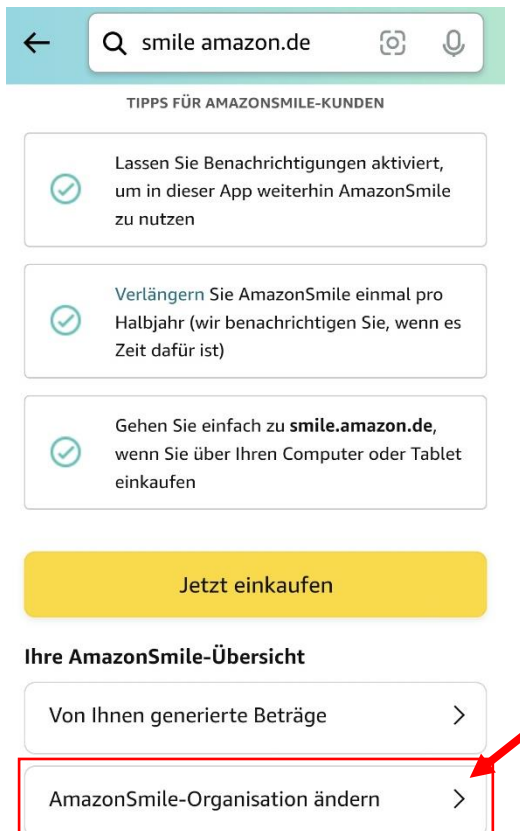 smile amazon.de
TIPPS FÜR AMAZONSMILE-KUNDEN
Lassen Sie Benachrichtigungen aktiviert,
um in dieser App weiterhin AmazonSmile
zu nutzen
Verlängern Sie AmazonSmile einmal pro
Halbjahr (wir benachrichtigen Sie, wenn es
Zeit dafür ist)
Gehen Sie einfach zu smile.amazon.de,
wenn Sie über Ihren Computer oder Tablet
einkaufen
Jetzt einkaufen
Ihre AmazonSmile-Übersicht
Von Ihnen generierte Beträge
AmazonSmile-Organisation ändern